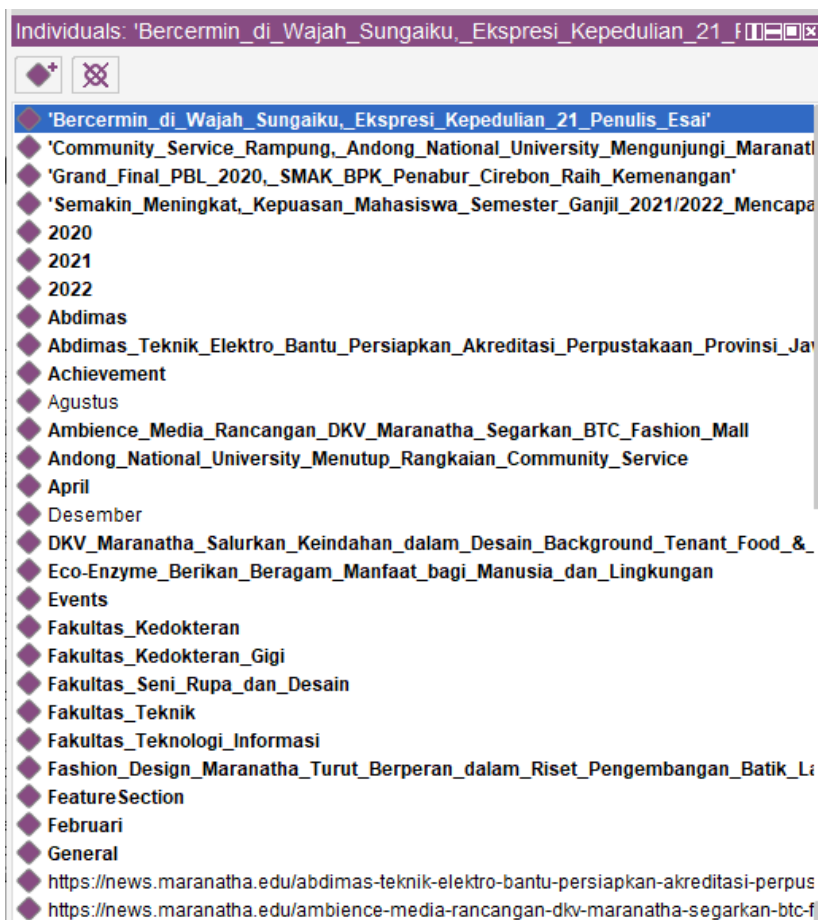 Individuals: 'Bercermin_di_Wajah_Sungaiku,_Ekspresi_Kepedulian_21_
'Bercermin_di_Wajah_Sungaiku,_Ekspresi_Kepedulian_21_Penulis_Esai'
'Community_Service_Rampung,_Andong_National_University_Mengunjungi_Maranat
'Grand_Final_PBL_2020,_SMAK_BPK_Penabur_Cirebon_Raih_Kemenangan'
'Semakin_Meningkat,_Kepuasan_Mahasiswa_Semester_Ganjil_2021/2022_Mencapa
2020
2021
2022
Abdimas
Abdimas_Teknik_Elektro_Bantu_Persiapkan_Akreditasi_Perpustakaan_Provinsi_Ja
Achievement
Agustus
Ambience_Media_Rancangan_DKV_Maranatha_Segarkan_BTC_Fashion_Mall
Andong_National_University_Menutup_Rangkaian_Community_Service
April
Desember
DKV_Maranatha_Salurkan_Keindahan_dalam_Desain_Background_Tenant_Food_&_
Eco-Enzyme_Berikan_Beragam_Manfaat_bagi_Manusia_dan_Lingkungan
Events
Fakultas_Kedokteran
Fakultas_Kedokteran_Gigi
Fakultas_Seni_Rupa_dan_Desain
Fakultas_Teknik
Fakultas_Teknologi_Informasi
Fashion_Design_Maranatha_Turut_Berperan_dalam_Riset_Pengembangan_Batik_La
FeatureSection
Februari
General
https://news.maranatha.edu/abdimas-teknik-elektro-bantu-persiapkan-akreditasi-perpus
https://news.maranatha.edu/ambience-media-rancangan-dkv-maranatha-segarkan-btc-f